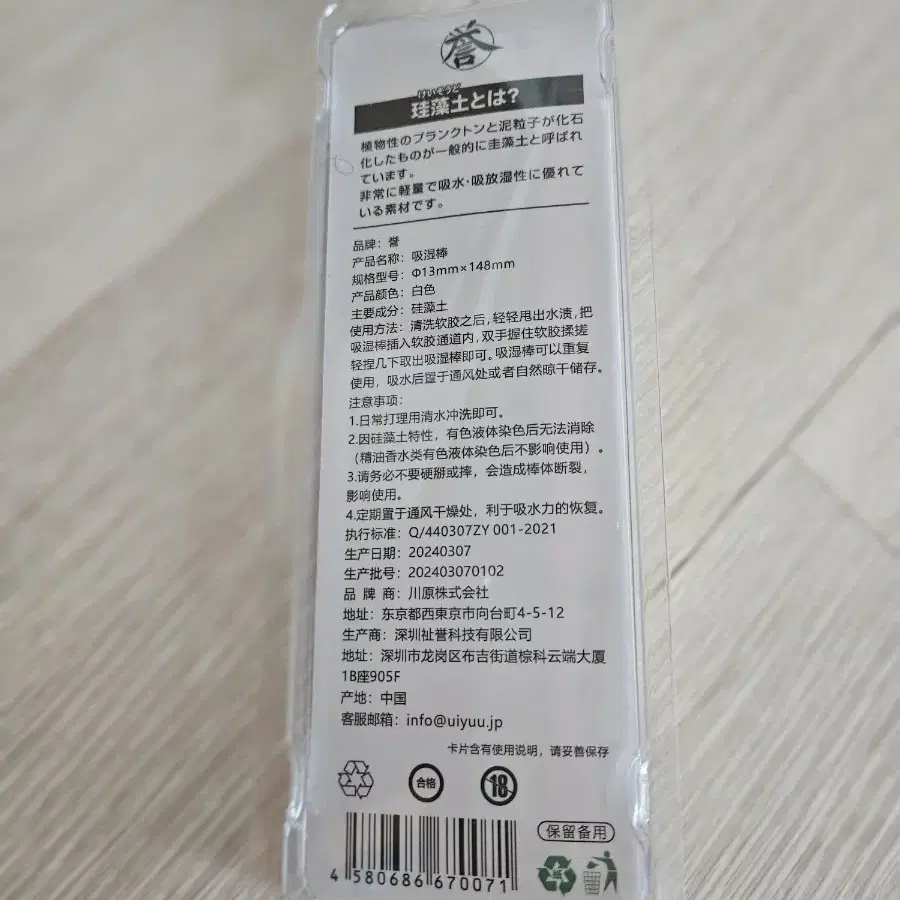 誉
けいそうど
珪藻土とは?
植物性のプランクトンと泥粒子が化石
化したものが一般的に圭藻土と呼ばれ
ています。
非常に軽量で吸水・吸放湿性に優れて
いる素材です。
品牌：誉
产品名称：吸湿棒
规格型号：Φ13mm×148mm
产品颜色：白色
主要成分：硅藻土
使用方法：清洗软胶之后,轻轻甩出水渍,把
吸湿棒插入软胶通道内,双手握住软胶揉搓
轻捏几下取出吸湿棒即可。吸湿棒可以重复
使用，吸水后置于通风处或者自然晾干储存。
注意事项：
1.日常打理用清水冲洗即可。
2.因硅藻土特性，有色液体染色后无法消除
（精油香水类有色液体染色后不影响使用）。
3.请务必不要硬掰或摔，会造成棒体断裂，
影响使用。
4.定期置于通风干燥处，利于吸水力的恢复。
执行标准：Q/440307ZY 001-2021
生产日期：20240307
生产批号：202403070102
品 牌 商：川原株式会社
地址：东京都西東京市向台町4-5-12
生产商：深圳祉誉科技有限公司
地址：深圳市龙岗区布吉街道棕科云端大厦
1B座905F
产地：中国
客服邮箱：info@uiyuu.jp
卡片含有使用说明，请妥善保存
合格
18
保留备用
纸
4 580686 670071